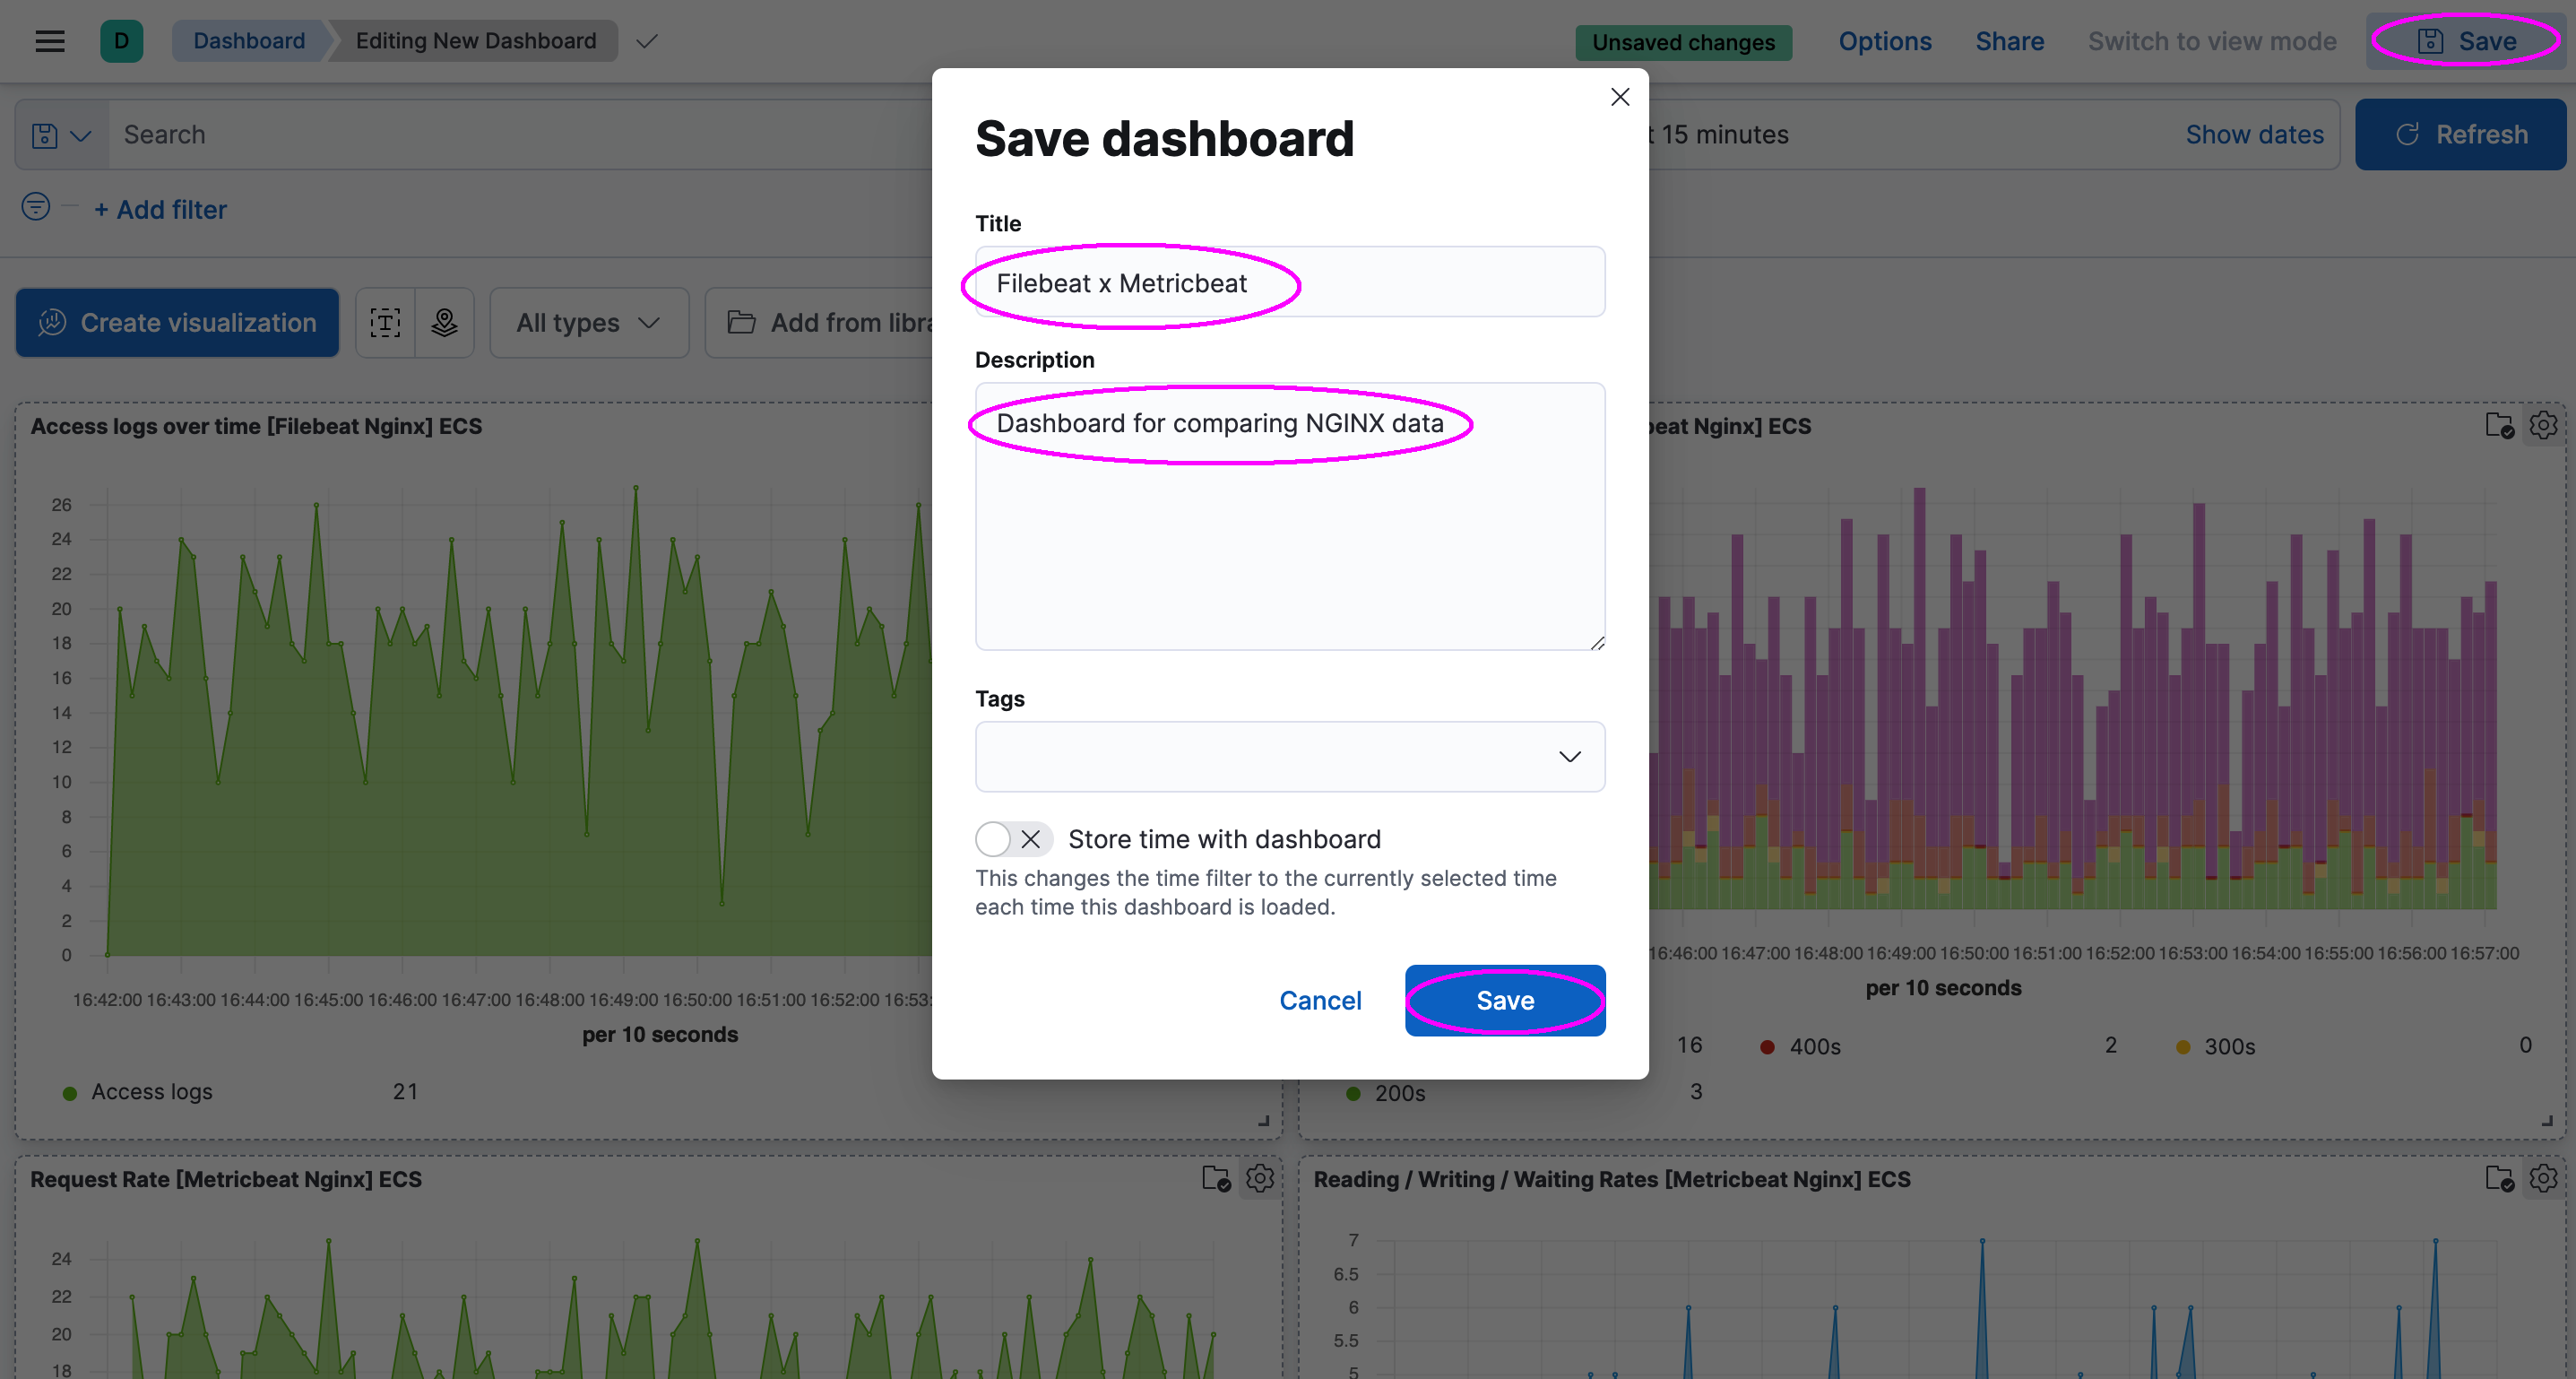 D
Dashboard
Editing New Dashboard
Unsaved changes
Options
Share
Switch to view mode
Save
Search
15 minutes
Show dates
Refresh
+ Add filter
Create visualization
All types
Add from
Save dashboard
Title
Filebeat x Metricbeat
Description
Dashboard for comparing NGINX data
Tags
Store time with dashboard
This changes the time filter to the currently selected time
each time this dashboard is loaded.
Cancel
Save
Access logs over time [Filebeat Nginx] ECS
26
24
22
20
18
16
14
12
10
8
6
4
2
0
16:42:00 16:43:00 16:44:00 16:45:00 16:46:00 16:47:00 16:48:00 16:49:00 16:50:00 16:51:00 16:52:00 16:53:
per 10 seconds
Access logs 21
Nginx] ECS
16:46:00 16:47:00 16:48:00 16:49:00 16:50:00 16:51:00 16:52:00 16:53:00 16:54:00 16:55:00 16:56:00 16:57:00
per 10 seconds
16
400s 2
300s 0
200s 3
Request Rate [Metricbeat Nginx] ECS
24
22
20
18
Reading / Writing / Waiting Rates [Metricbeat Nginx] ECS
7
6.5
6
5.5
5